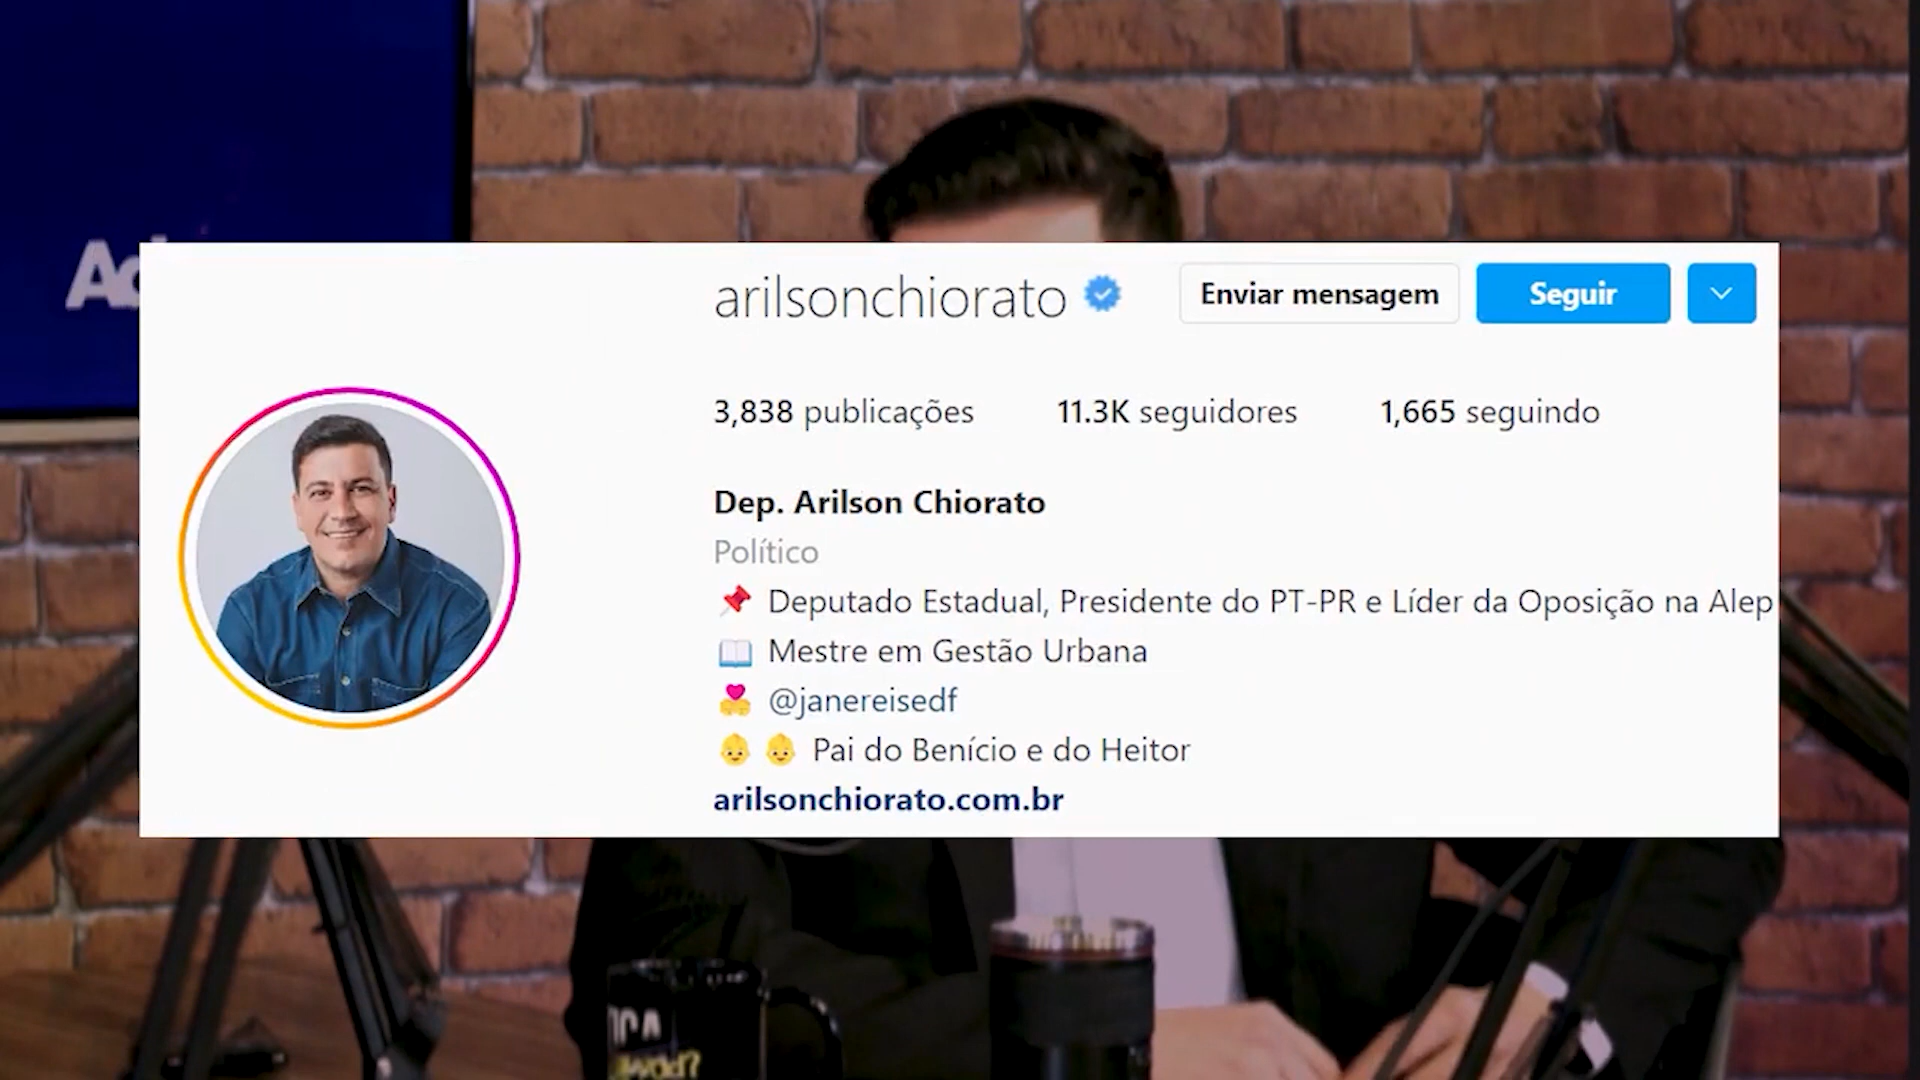 arilsonchiorato
Enviar mensagem
Seguir
3,838 publicações 11.3K seguidores 1,665 seguindo
Dep. Arilson Chiorato
Político
Deputado Estadual, Presidente do PT-PR e Líder da Oposição na Alep
Mestre em Gestão Urbana
@janereisedf
Pai do Benício e do Heitor
arilsonchiorato.com.br